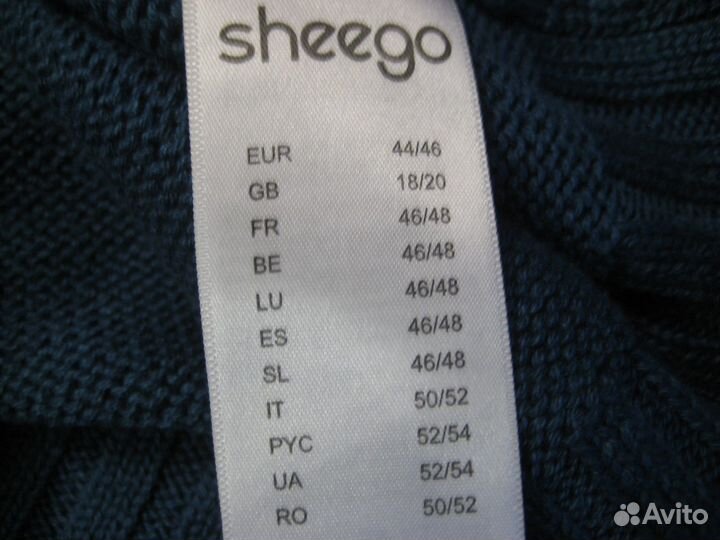 sheego
EUR 44/46
GB 18/20
FR 46/48
BE 46/48
LU 46/48
ES 46/48
SL 46/48
IT 50/52
РУС 52/54
UA 52/54
RO 50/52
Avito